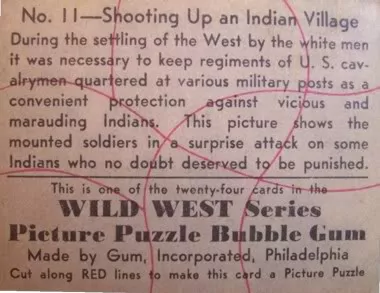 No. 11—Shooting Up an Indian Village
During the settling of the West by the white men
it was necessary to keep regiments of U. S. cav-
alrymen quartered at various military posts as a
convenient protection against vicious and
marauding Indians. This picture shows the
mounted soldiers in a surprise attack on some
Indians who no doubt deserved to be punished.
This is one of the twenty-four cards in the
WILD WEST Series
Picture Puzzle Bubble Gum
Made by Gum, Incorporated, Philadelphia
Cut along RED lines to make this card a Picture Puzzle